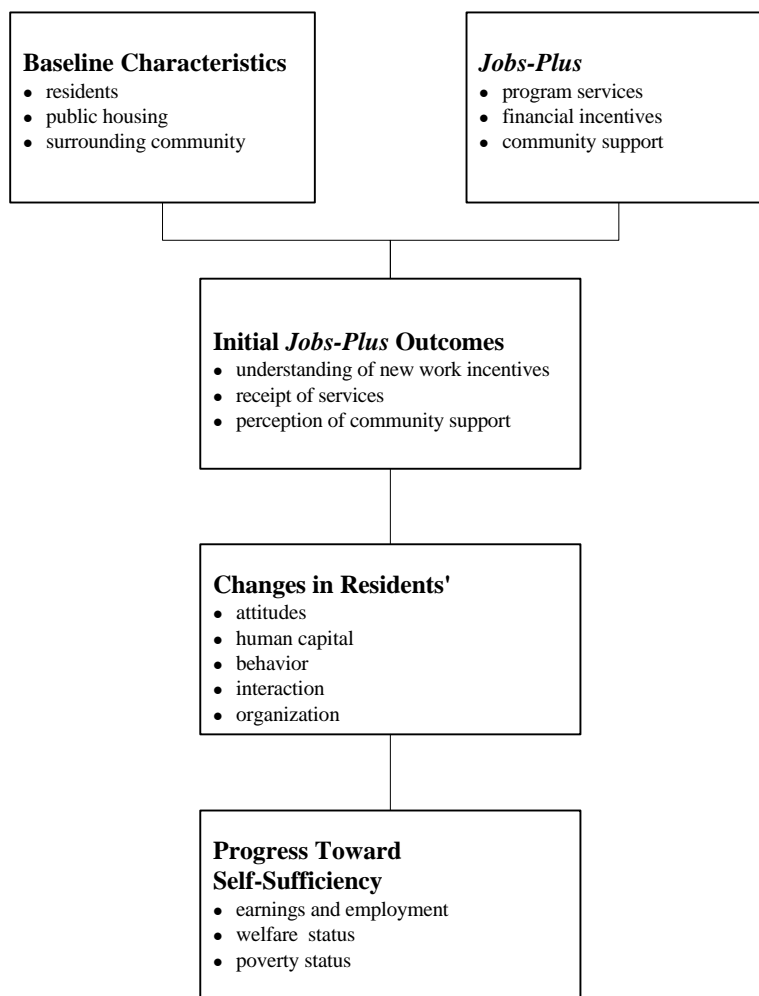 Baseline Characteristics
• residents
• public housing
• surrounding community
Jobs-Plus
• program services
• financial incentives
• community support
Initial Jobs-Plus Outcomes
• understanding of new work incentives
• receipt of services
• perception of community support
Changes in Residents'
• attitudes
• human capital
• behavior
• interaction
• organization
Progress Toward
Self-Sufficiency
• earnings and employment
• welfare status
• poverty status